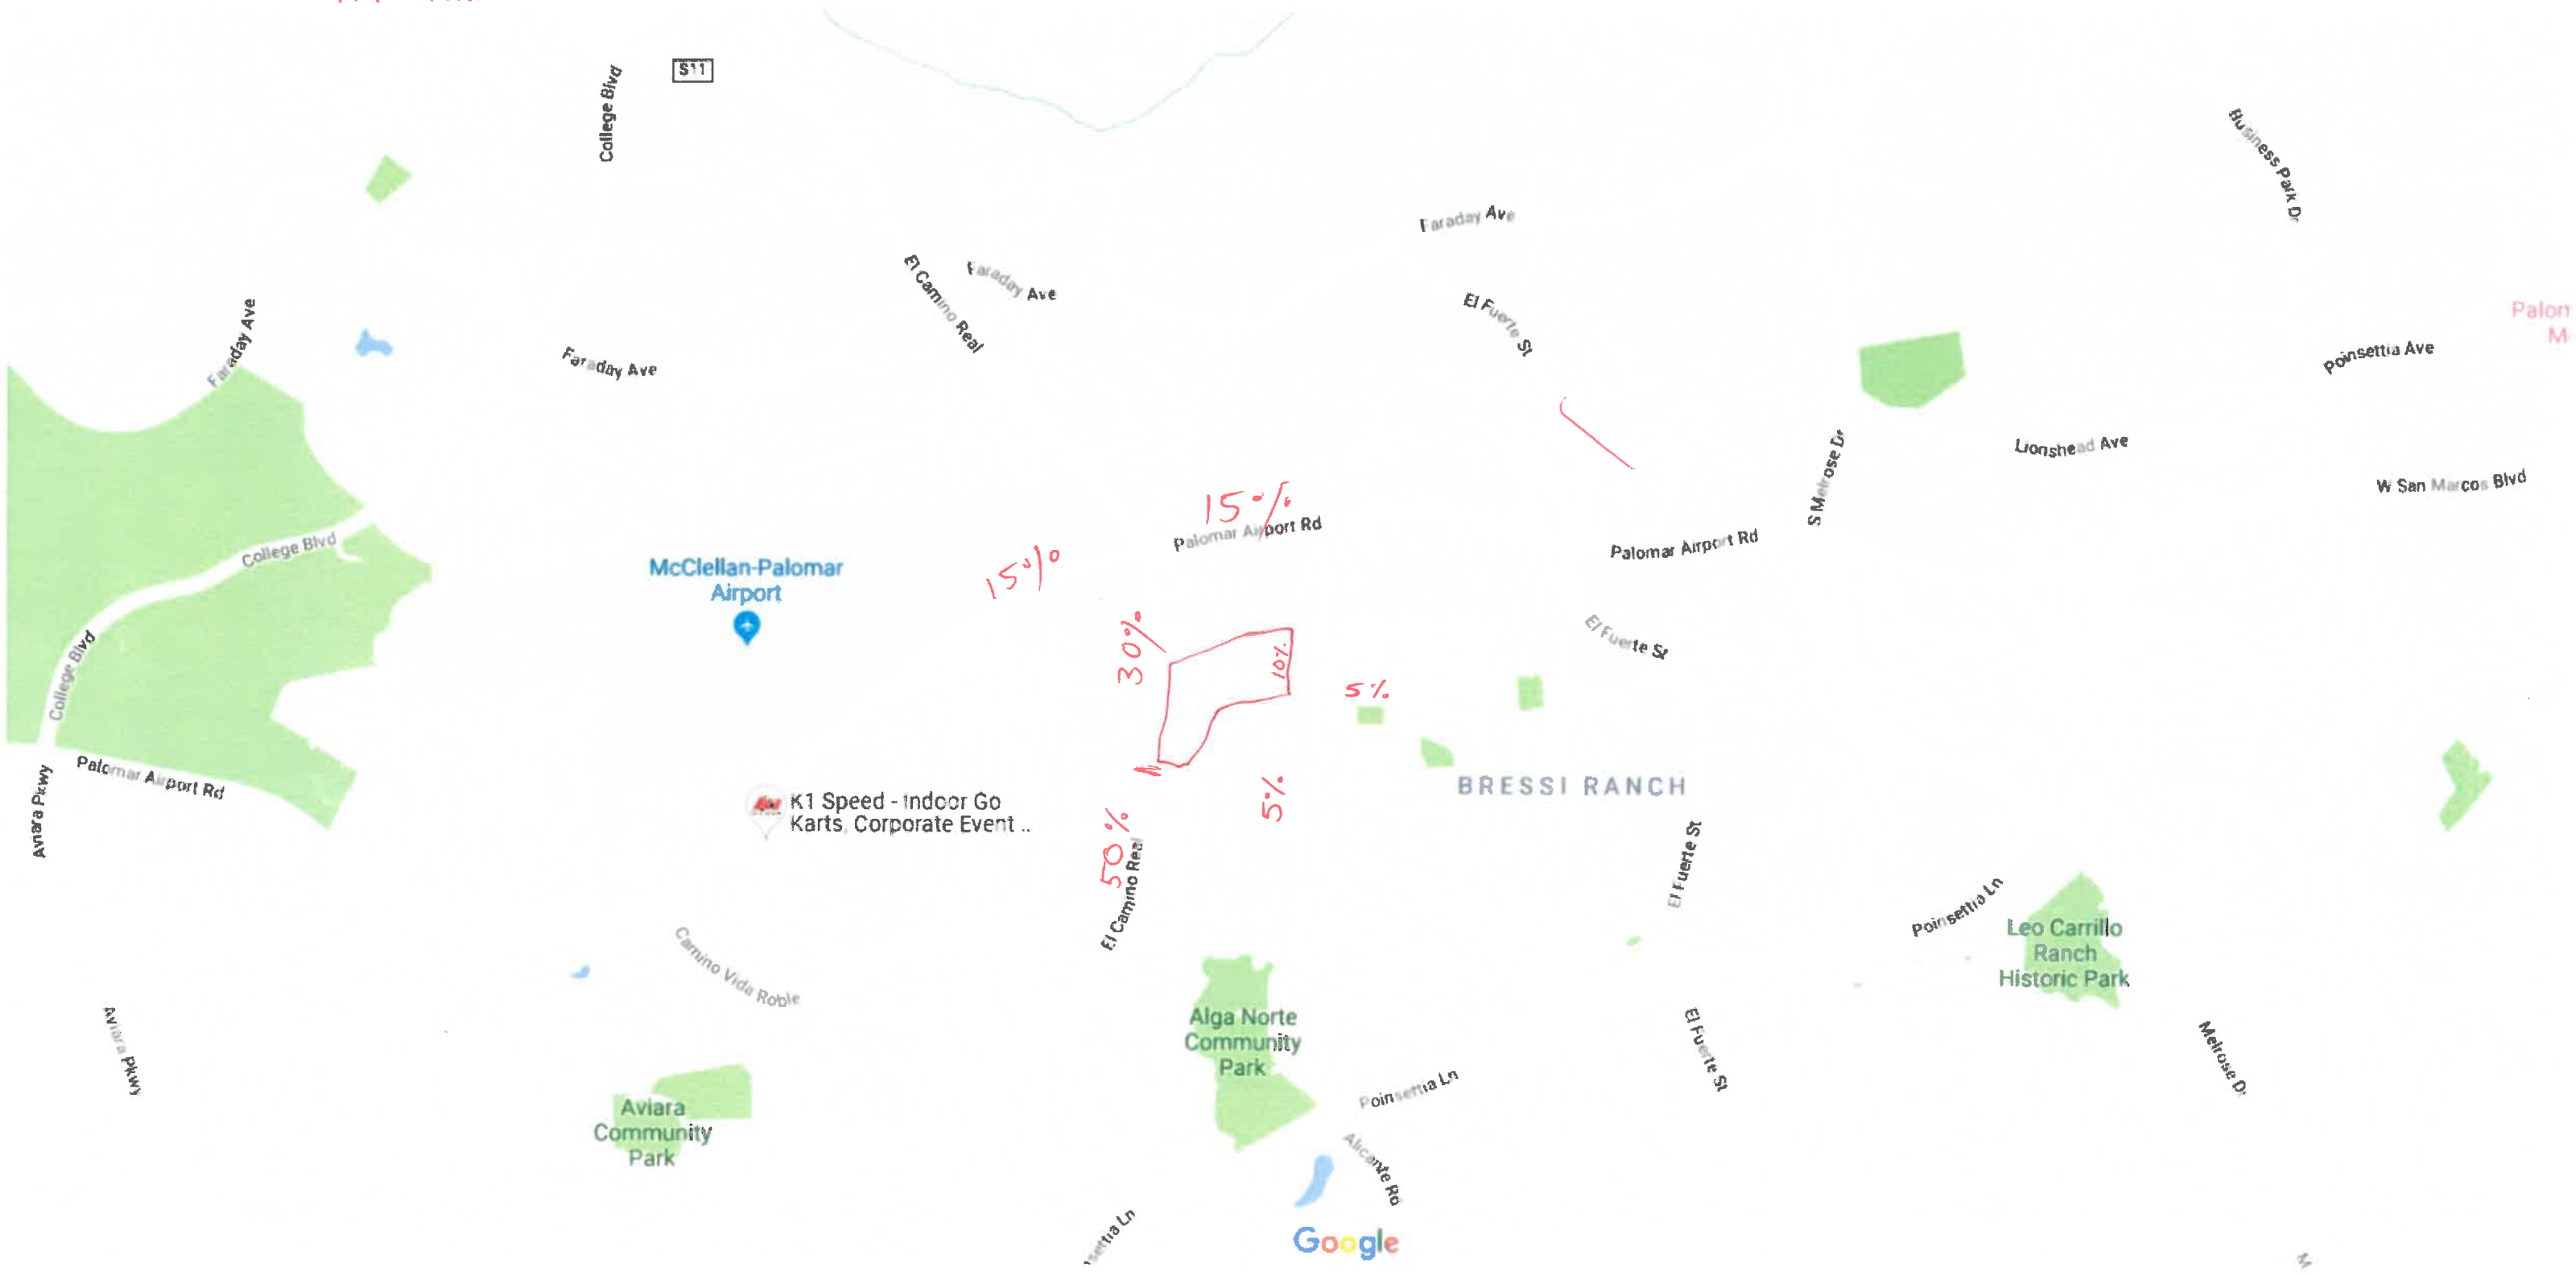 S11
College Blvd
Business Park Dr
Faraday Ave
El Camino Real
Faraday Ave
El Fuerte St
Faraday Ave
Faraday Ave
Palom
M
Poinsettia Ave
Lionshead Ave
S Melrose Dr
W San Marcos Blvd
15%
Palomar Airport Rd
Palomar Airport Rd
College Blvd
15%
McClellan-Palomar
Airport
30%
10%
5%
El Fuerte St
College Blvd
BRESSI RANCH
Palomar Airport Rd
Aviara Pkwy
K1 Speed - Indoor Go
Karts, Corporate Event ..
5%
50%
El Camino Real
El Fuerte St
Poinsettia Ln
Leo Carrillo
Ranch
Historic Park
Camino Vida Roble
Aviara Pkwy
Alga Norte
Community
Park
El Fuerte St
Melrose Dr
Poinsettia Ln
Aviara
Community
Park
Alicante Rd
settia Ln
Google
M